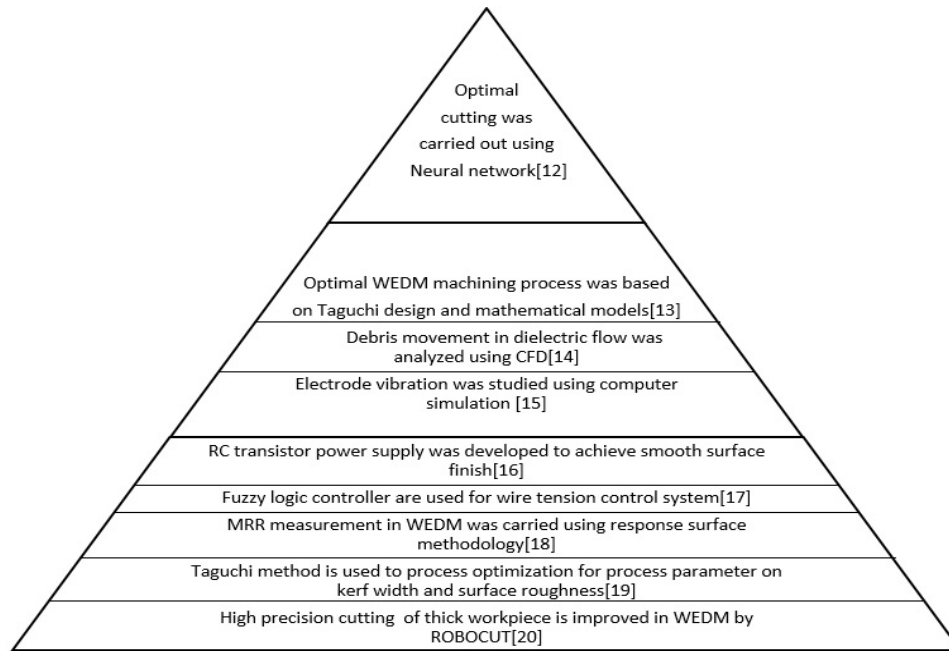 Optimal
cutting was
carried out using
Neural network[12]
Optimal WEDM machining process was based
on Taguchi design and mathematical models[13]
Debris movement in dielectric flow was
analyzed using CFD[14]
Electrode vibration was studied using computer
simulation [15]
RC transistor power supply was developed to achieve smooth surface
finish[16]
Fuzzy logic controller are used for wire tension control system[17]
MRR measurement in WEDM was carried using response surface
methodology[18]
Taguchi method is used to process optimization for process parameter on
kerf width and surface roughness[19]
High precision cutting of thick workpiece is improved in WEDM by
ROBOCUT[20]